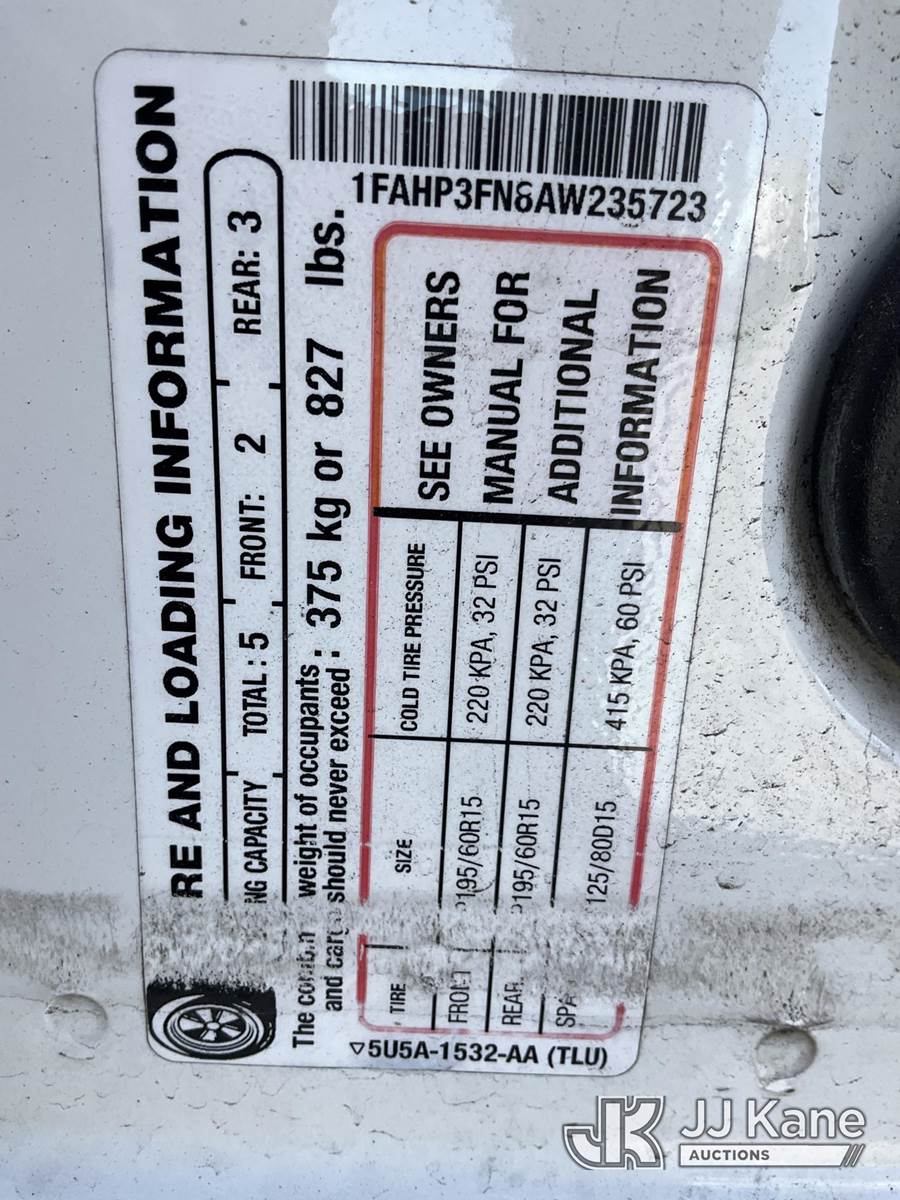 RE AND LOADING INFORMATION
NG CAPACITY TOTAL: 5 FRONT: 2 REAR: 3
The weight of occupants
and should never exceed : 375 kg or 827 lbs.
TIRE SIZE COLD TIRE PRESSURE
195/60R15 220 KPA, 32 PSI
REAR P195/60R15 220 KPA, 32 PSI
125/80D15 415 KPA, 60 PSI
SEE OWNERS
MANUAL FOR
ADDITIONAL
INFORMATION
5U5A-1532-AA (TLU)
1FAHP3FN8AW235723
JK JJ Kane
AUCTIONS